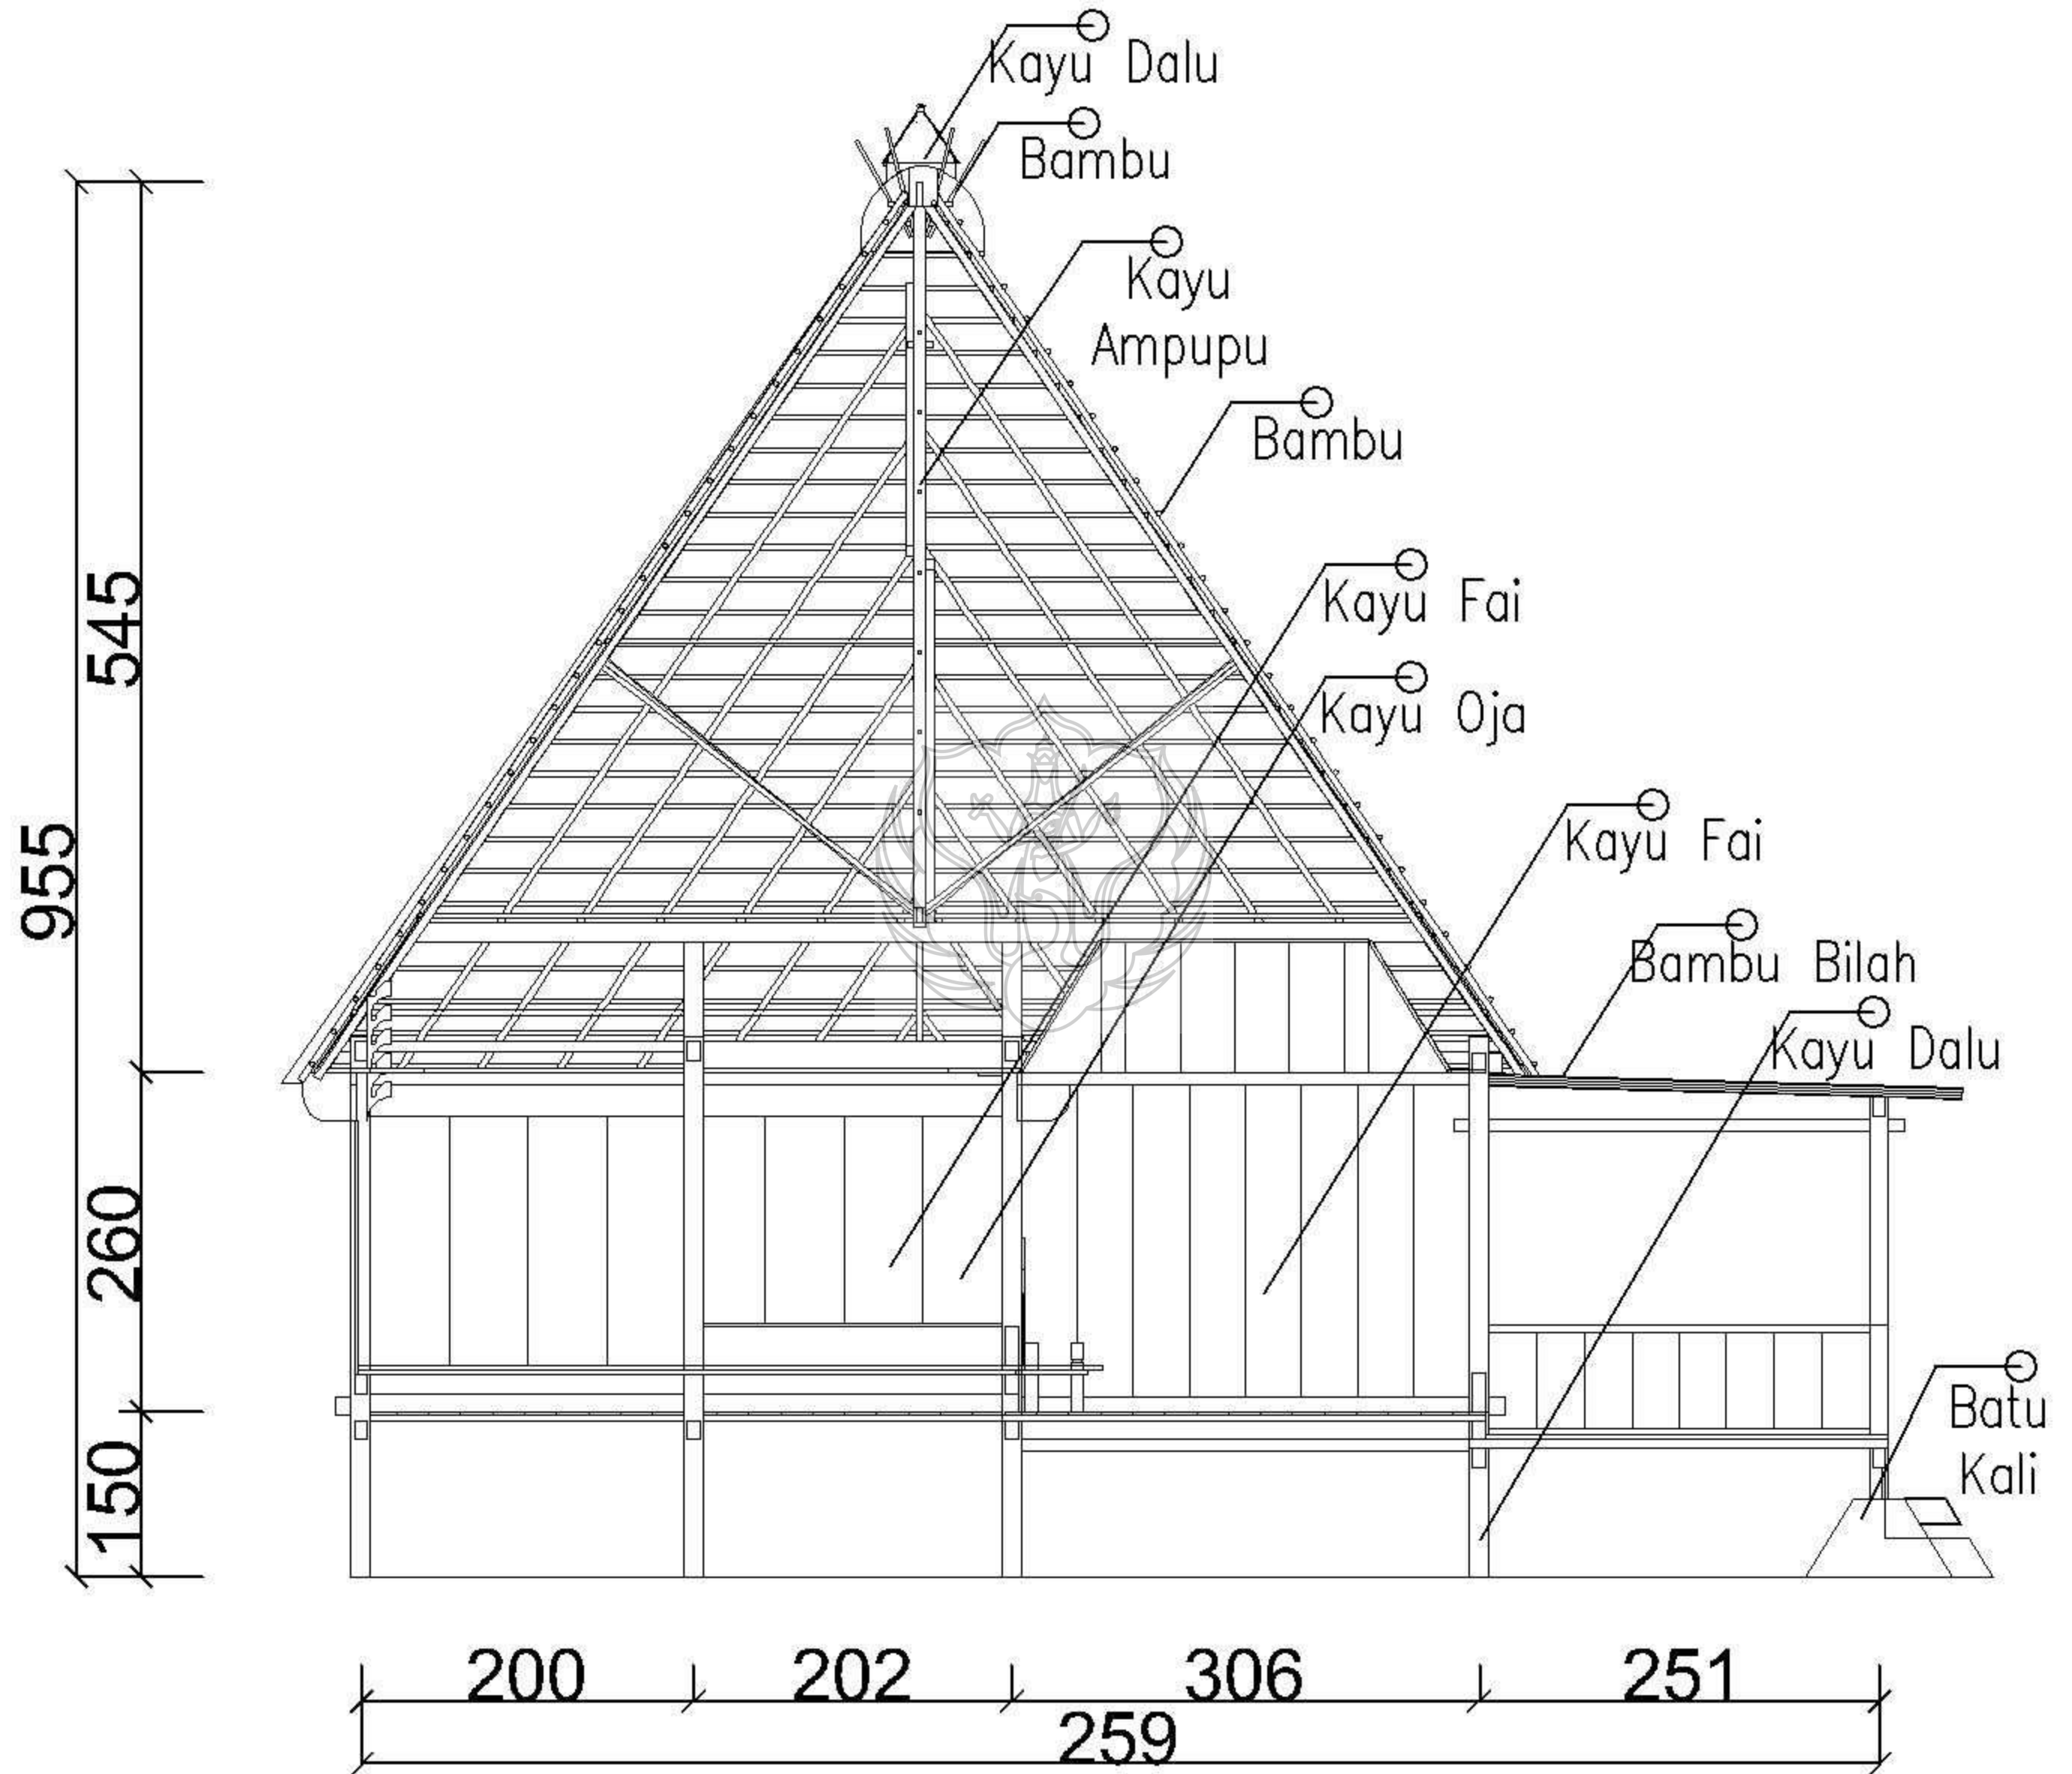 Kayu Dalu
Bambu
Kayu
Ampupu
Bambu
Kayu Fai
Kayu Oja
Kayu Fai
Bambu Bilah
Kayu Dalu
Batu
Kali
955
545
260
150
200 202 306 251
259